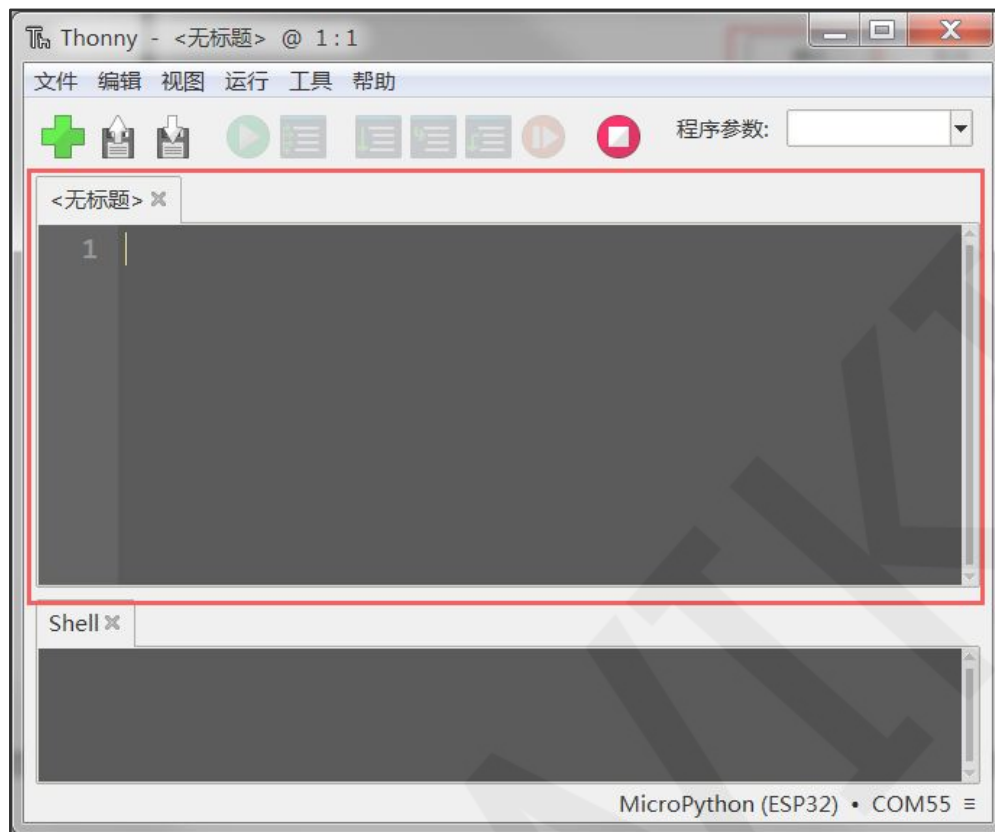 Thonny - <无标题> @ 1:1
文件 编辑 视图 运行 工具 帮助
程序参数:
<无标题>
1
Shell
MicroPython (ESP32) • COM55 ≡